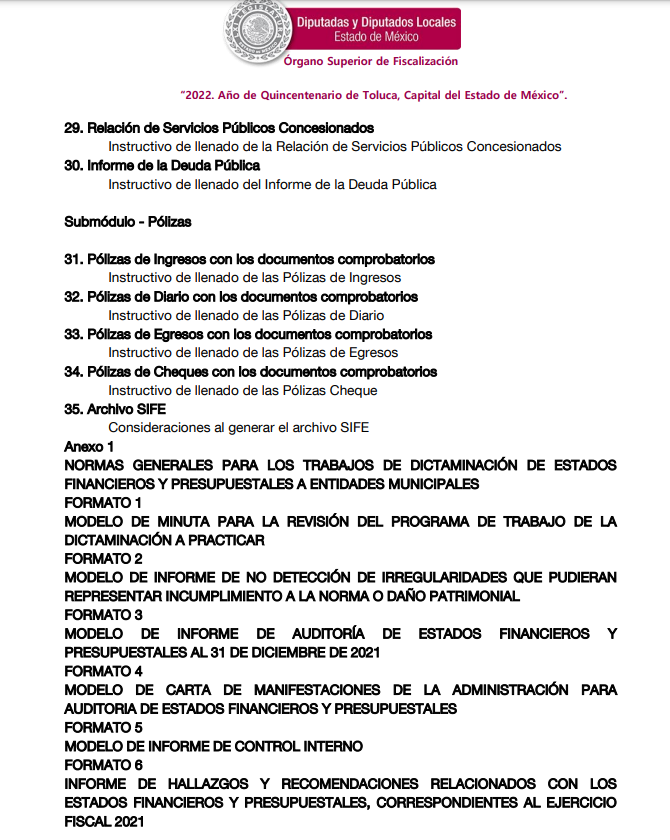 Diputadas y Diputados Locales
Estado de México
Órgano Superior de Fiscalización
"2022. Año de Quincentenario de Toluca, Capital del Estado de México".
29. Relación de Servicios Públicos Concesionados
Instructivo de llenado de la Relación de Servicios Públicos Concesionados
30. Informe de la Deuda Pública
Instructivo de llenado del Informe de la Deuda Pública
Submódulo - Pólizas
31. Pólizas de Ingresos con los documentos comprobatorios
Instructivo de llenado de las Pólizas de Ingresos
32. Pólizas de Diario con los documentos comprobatorios
Instructivo de llenado de las Pólizas de Diario
33. Pólizas de Egresos con los documentos comprobatorios
Instructivo de llenado de las Pólizas de Egresos
34. Pólizas de Cheques con los documentos comprobatorios
Instructivo de llenado de las Pólizas Cheque
35. Archivo SIFE
Consideraciones al generar el archivo SIFE
Anexo 1
NORMAS GENERALES PARA LOS TRABAJOS DE DICTAMINACIÓN DE ESTADOS
FINANCIEROS Y PRESUPUESTALES A ENTIDADES MUNICIPALES
FORMATO 1
MODELO DE MINUTA PARA LA REVISIÓN DEL PROGRAMA DE TRABAJO DE LA
DICTAMINACIÓN A PRACTICAR
FORMATO 2
MODELO DE INFORME DE NO DETECCIÓN DE IRREGULARIDADES QUE PUDIERAN
REPRESENTAR INCUMPLIMIENTO A LA NORMA O DAÑO PATRIMONIAL
FORMATO 3
MODELO DE INFORME DE AUDITORÍA DE ESTADOS FINANCIEROS Y
PRESUPUESTALES AL 31 DE DICIEMBRE DE 2021
FORMATO 4
MODELO DE CARTA DE MANIFESTACIONES DE LA ADMINISTRACIÓN PARA
AUDITORIA DE ESTADOS FINANCIEROS Y PRESUPUESTALES
FORMATO 5
MODELO DE INFORME DE CONTROL INTERNO
FORMATO 6
INFORME DE HALLAZGOS Y RECOMENDACIONES RELACIONADOS CON LOS
ESTADOS FINANCIEROS Y PRESUPUESTALES, CORRESPONDIENTES AL EJERCICIO
FISCAL 2021